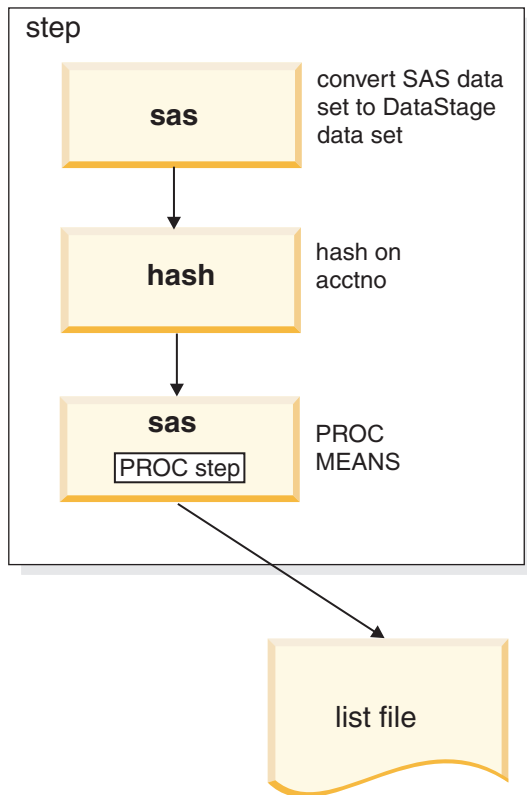 step
sas
convert SAS data
set to DataStage
data set
hash
hash on
acctno
sas
PROC step
PROC
MEANS
list file